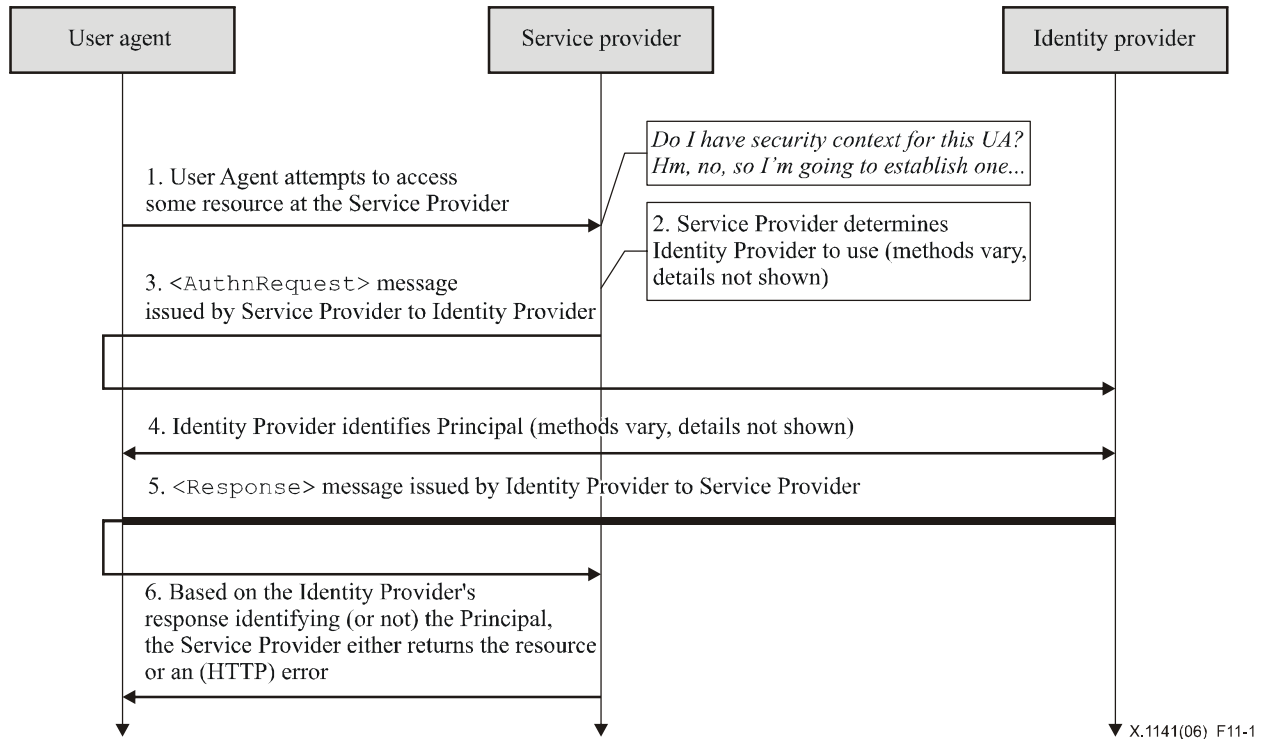 User agent
Service provider
Identity provider
Do I have security context for this UA?
Hm, no, so I'm going to establish one...
1. User Agent attempts to access
some resource at the Service Provider
2. Service Provider determines
Identity Provider to use (methods vary,
details not shown)
3. <AuthnRequest> message
issued by Service Provider to Identity Provider
4. Identity Provider identifies Principal (methods vary, details not shown)
5. <Response> message issued by Identity Provider to Service Provider
6. Based on the Identity Provider's
response identifying (or not) the Principal,
the Service Provider either returns the resource
or an (HTTP) error
X.1141(06)_F11-1